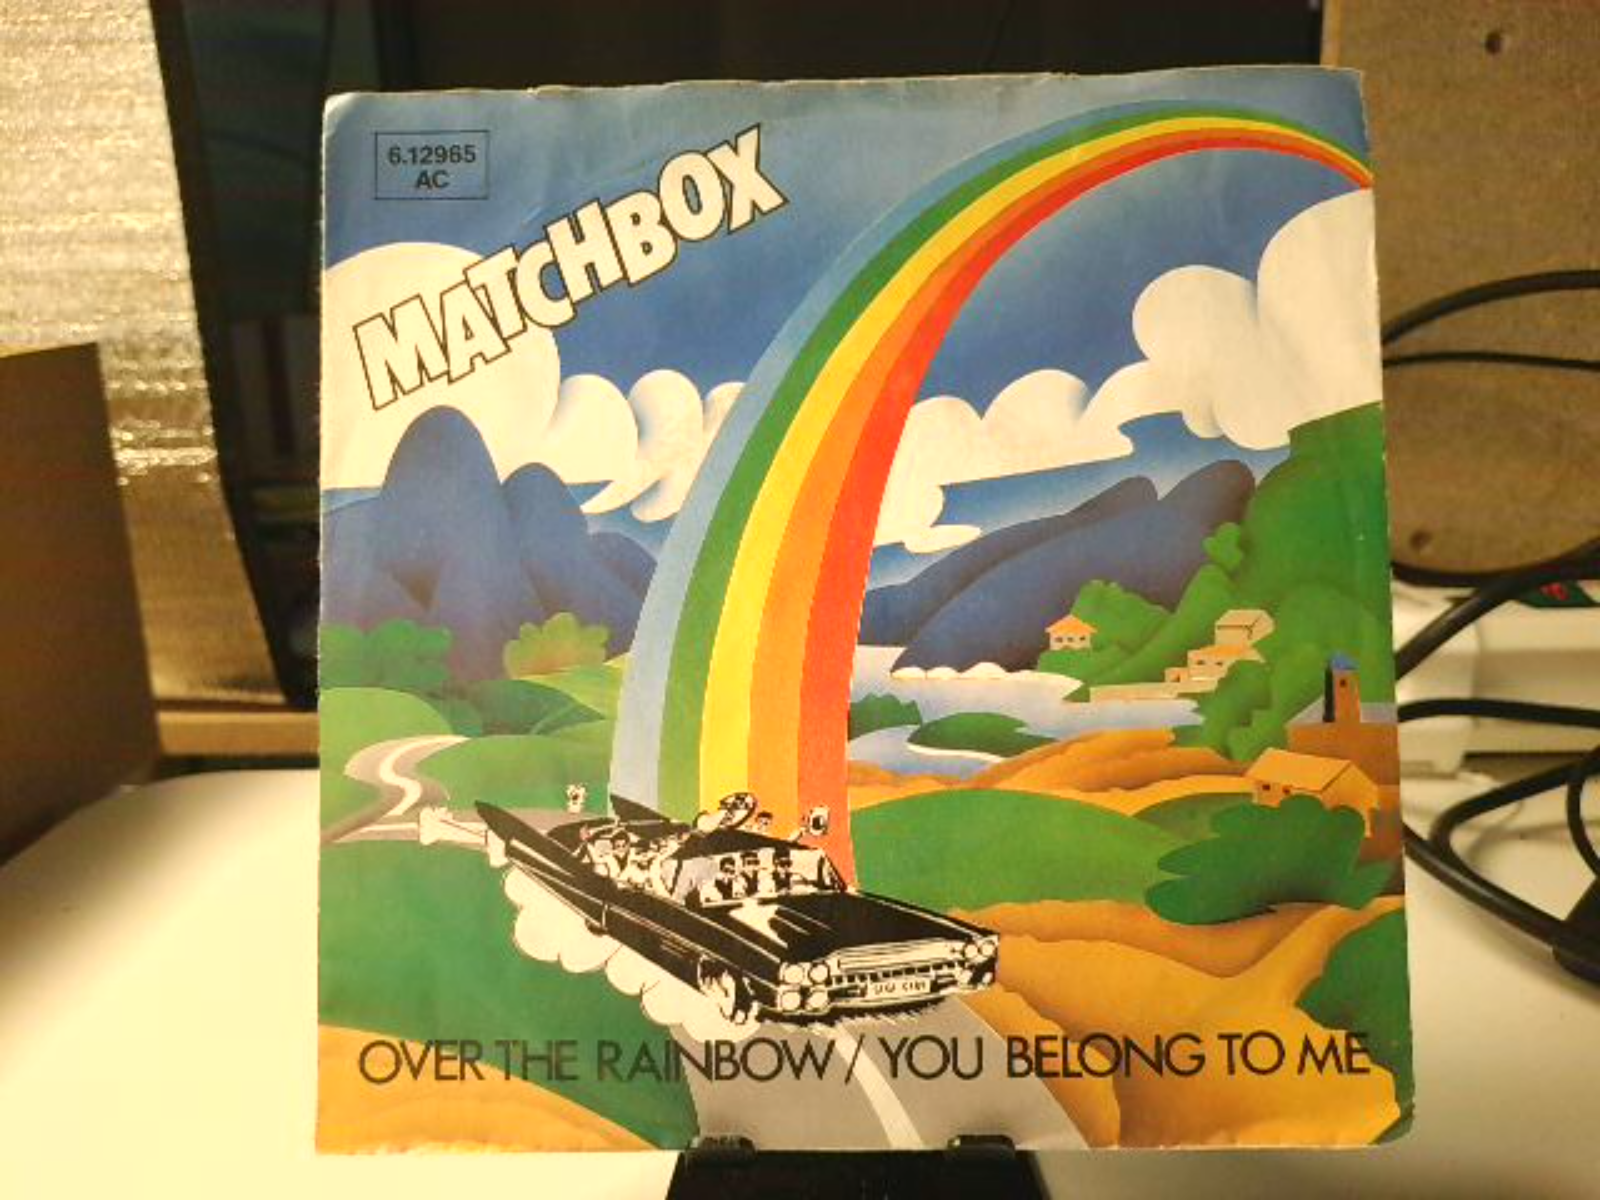 6.12965
AC
MATCHBOX
OVER THE RAINBOW / YOU BELONG TO ME